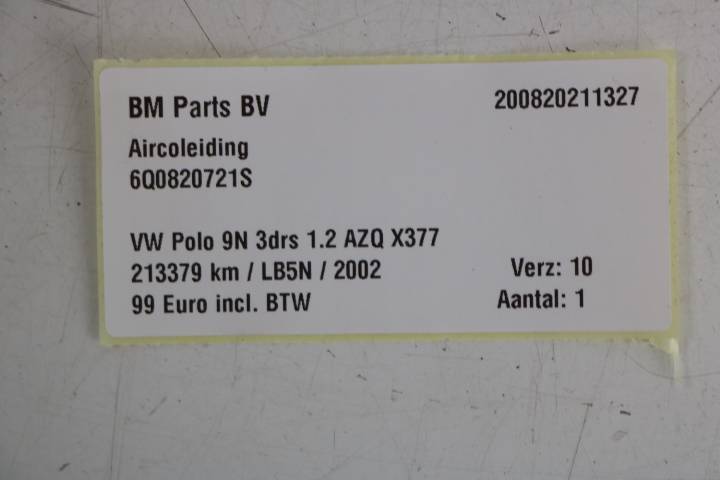 BM Parts BV 200820211327
Aircoleiding
6Q0820721S
VW Polo 9N 3drs 1.2 AZQ X377
213379 km / LB5N / 2002 Verz: 10
99 Euro incl. BTW Aantal: 1